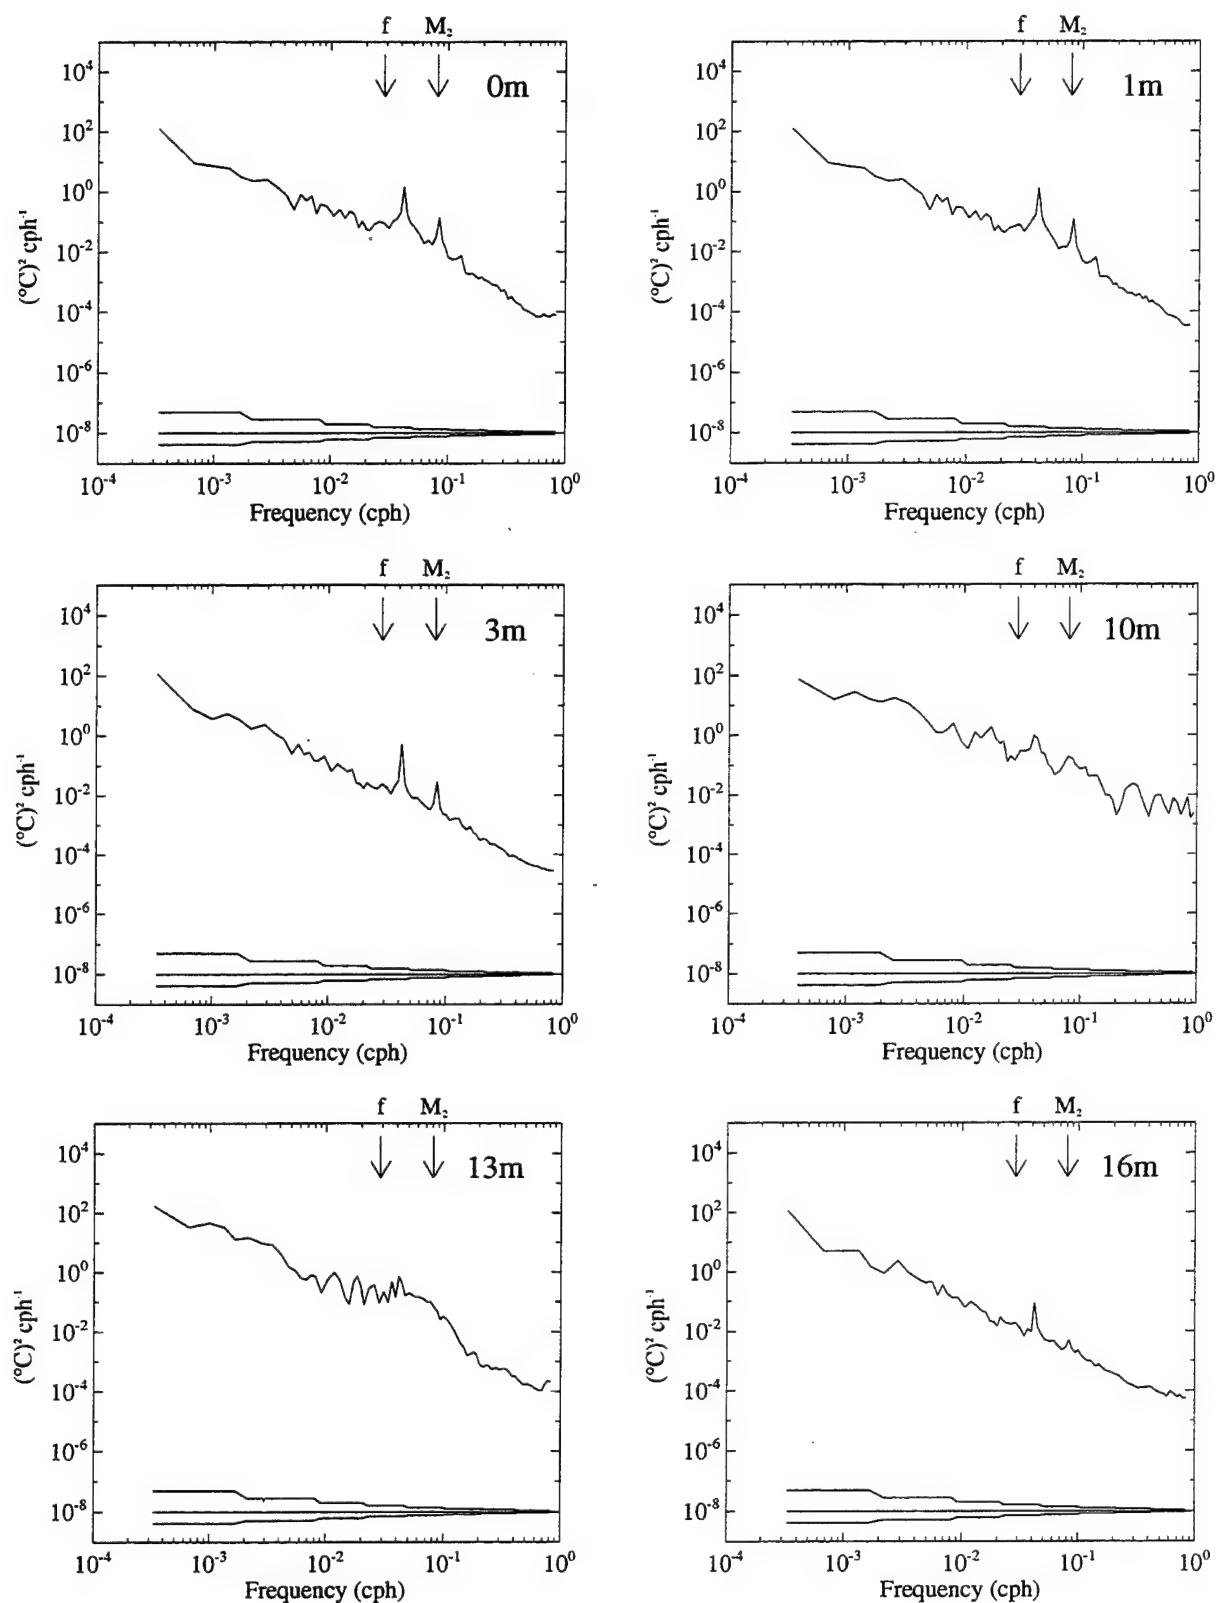 f M₂
0m
10⁴
10²
10⁰
10⁻²
10⁻⁴
10⁻⁶
10⁻⁸
(°C)² cph⁻¹
10⁻⁴ 10⁻³ 10⁻² 10⁻¹ 10⁰
Frequency (cph)
f M₂
1m
10⁴
10²
10⁰
10⁻²
10⁻⁴
10⁻⁶
10⁻⁸
(°C)² cph⁻¹
10⁻⁴ 10⁻³ 10⁻² 10⁻¹ 10⁰
Frequency (cph)
f M₂
3m
10⁴
10²
10⁰
10⁻²
10⁻⁴
10⁻⁶
10⁻⁸
(°C)² cph⁻¹
10⁻⁴ 10⁻³ 10⁻² 10⁻¹ 10⁰
Frequency (cph)
f M₂
10m
10⁴
10²
10⁰
10⁻²
10⁻⁴
10⁻⁶
10⁻⁸
(°C)² cph⁻¹
10⁻⁴ 10⁻³ 10⁻² 10⁻¹ 10⁰
Frequency (cph)
f M₂
13m
10⁴
10²
10⁰
10⁻²
10⁻⁴
10⁻⁶
10⁻⁸
(°C)² cph⁻¹
10⁻⁴ 10⁻³ 10⁻² 10⁻¹ 10⁰
Frequency (cph)
f M₂
16m
10⁴
10²
10⁰
10⁻²
10⁻⁴
10⁻⁶
10⁻⁸
(°C)² cph⁻¹
10⁻⁴ 10⁻³ 10⁻² 10⁻¹ 10⁰
Frequency (cph)